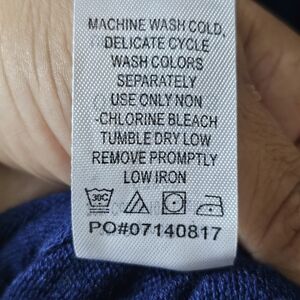 MACHINE WASH COLD,
DELICATE CYCLE
WASH COLORS
SEPARATELY
USE ONLY NON
-CHLORINE BLEACH
TUMBLE DRY LOW
REMOVE PROMPTLY
LOW IRON
30C
PO#07140817